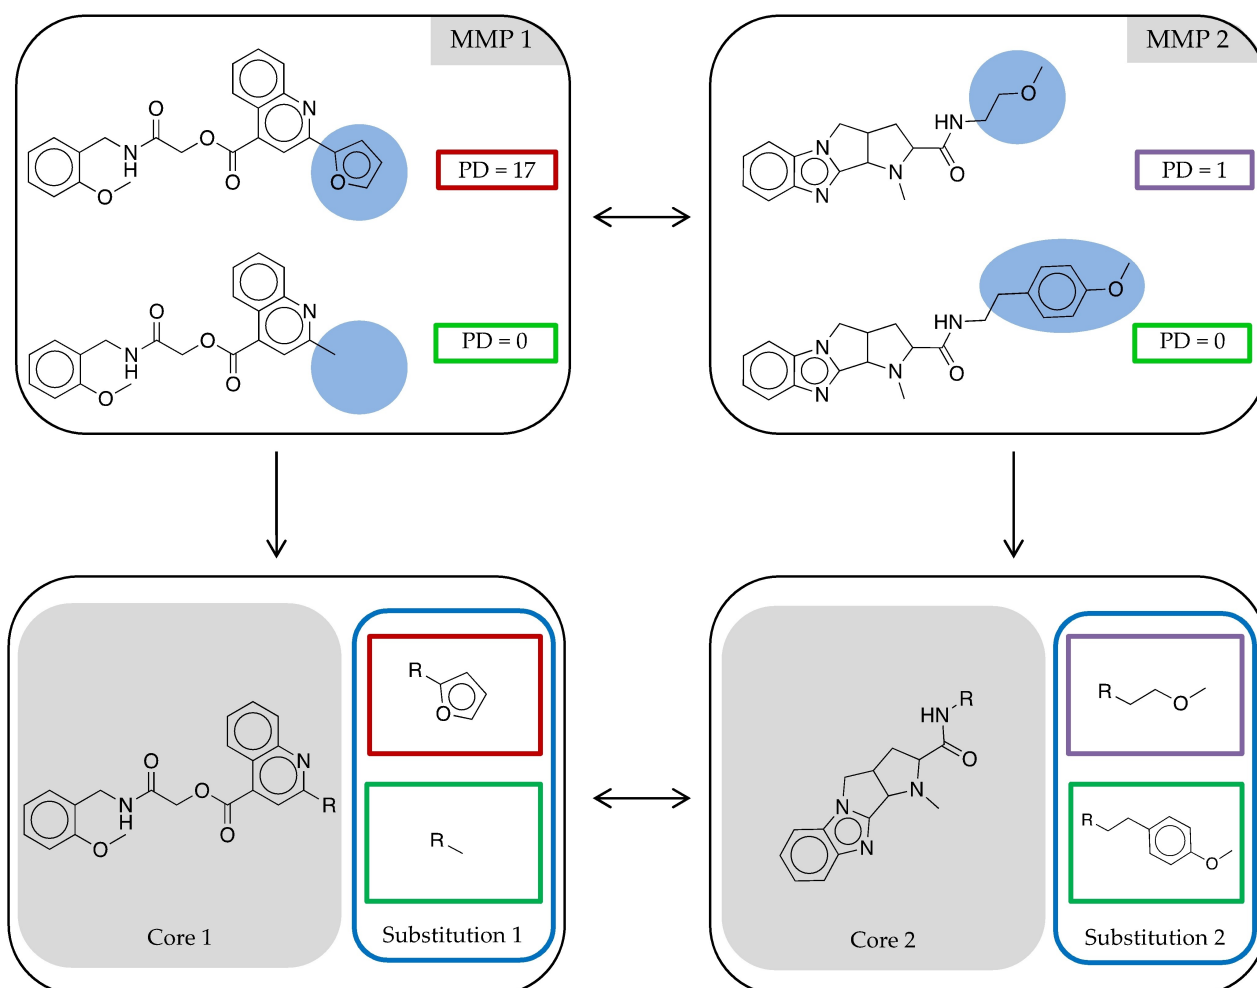 MMP 1
O
N
O
N
H
O
O
O
O
PD = 17
O
N
O
N
H
O
O
O
PD = 0
MMP 2
O
HN
N
O
N
N
PD = 1
O
HN
N
O
N
N
PD = 0
O
N
O
N
H
R
O
O
Core 1
R
O
R
Substitution 1
R
HN
O
N
N
N
Core 2
R
O
R
O
Substitution 2